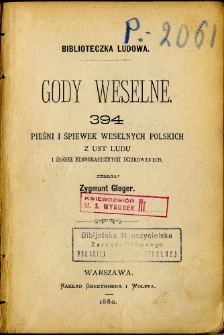 P-2061
BIBLIOTECZKA LUDOWA.
GODY WESELNE.
394
PIEŚNI I ŚPIEWEK WESELNYCH POLSKICH
Z UST LUDU
I ŹRÓDEŁ ETNOGRAFICZNYCH DOBRANYCH.
ZEBRAŁ
Zygmunt Gloger.
KSIĘGOZBIÓR
Nr.
Biblioteka Nauczycielska
WARSZAWA.
NAKŁAD GEBETHNERA I WOLFFA.
1880.